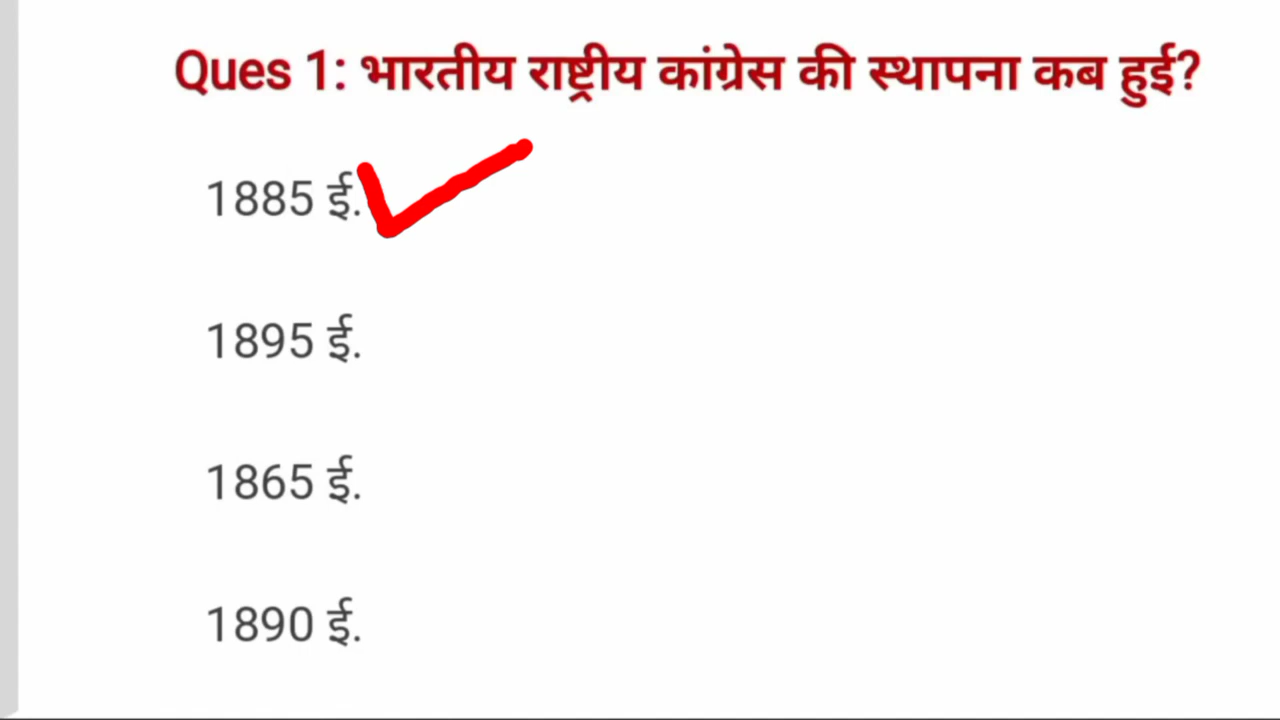 Ques 1: भारतीय राष्ट्रीय कांग्रेस की स्थापना कब हुई?
1885 ई.
1895 ई.
1865 ई.
1890 ई.